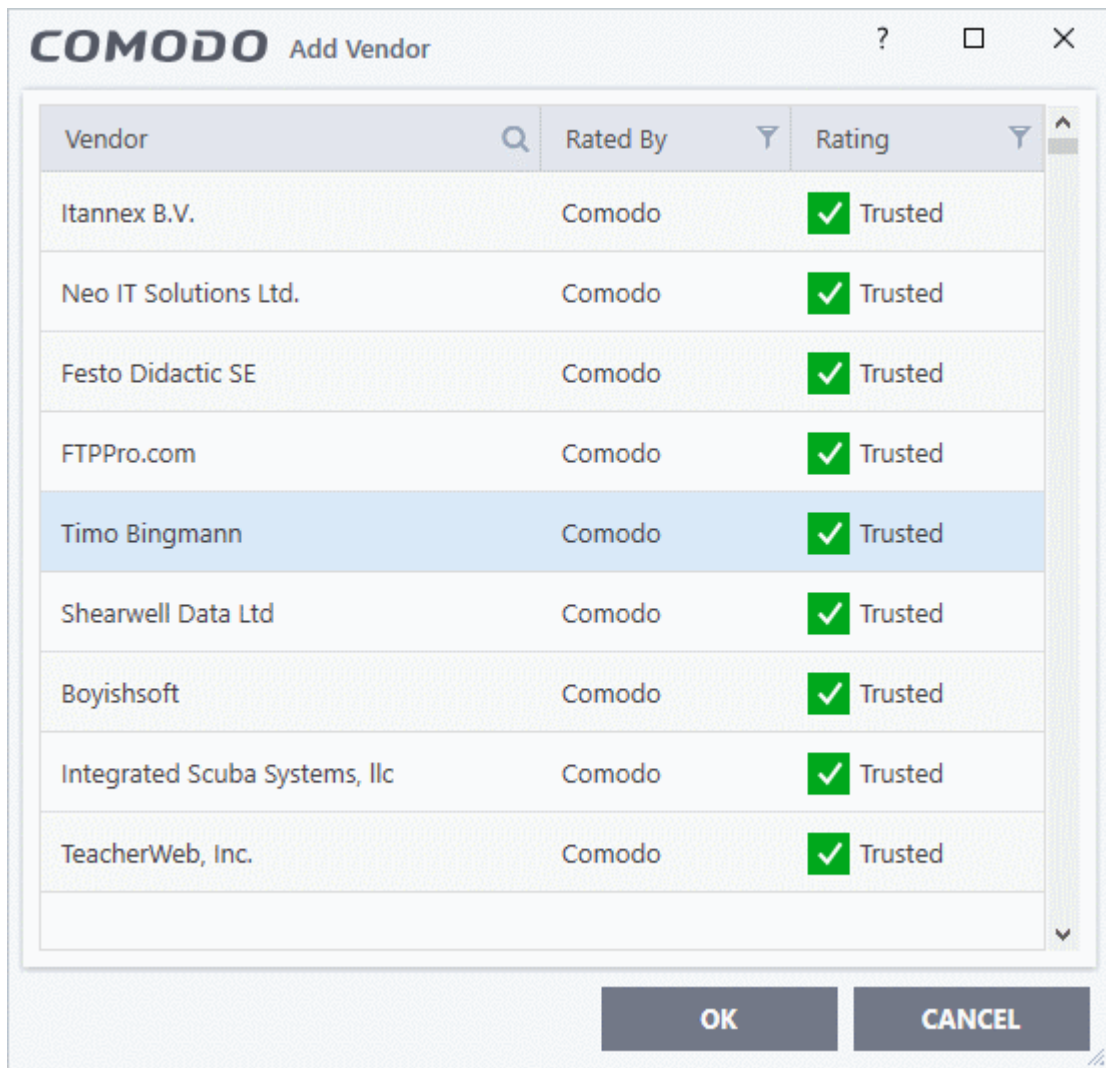 COMODO Add Vendor ?
Vendor Rated By Rating
Itannex B.V. Comodo Trusted
Neo IT Solutions Ltd. Comodo Trusted
Festo Didactic SE Comodo Trusted
FTPPro.com Comodo Trusted
Timo Bingmann Comodo Trusted
Shearwell Data Ltd Comodo Trusted
Boyishsoft Comodo Trusted
Integrated Scuba Systems, llc Comodo Trusted
TeacherWeb, Inc. Comodo Trusted
OK CANCEL